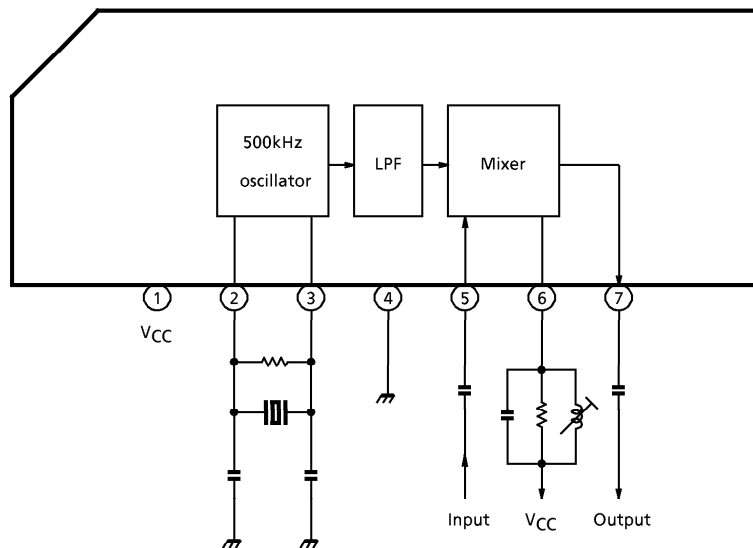 500kHz
oscillator
LPF
Mixer
1
2
3
4
5
6
7
VCC
Input
VCC
Output